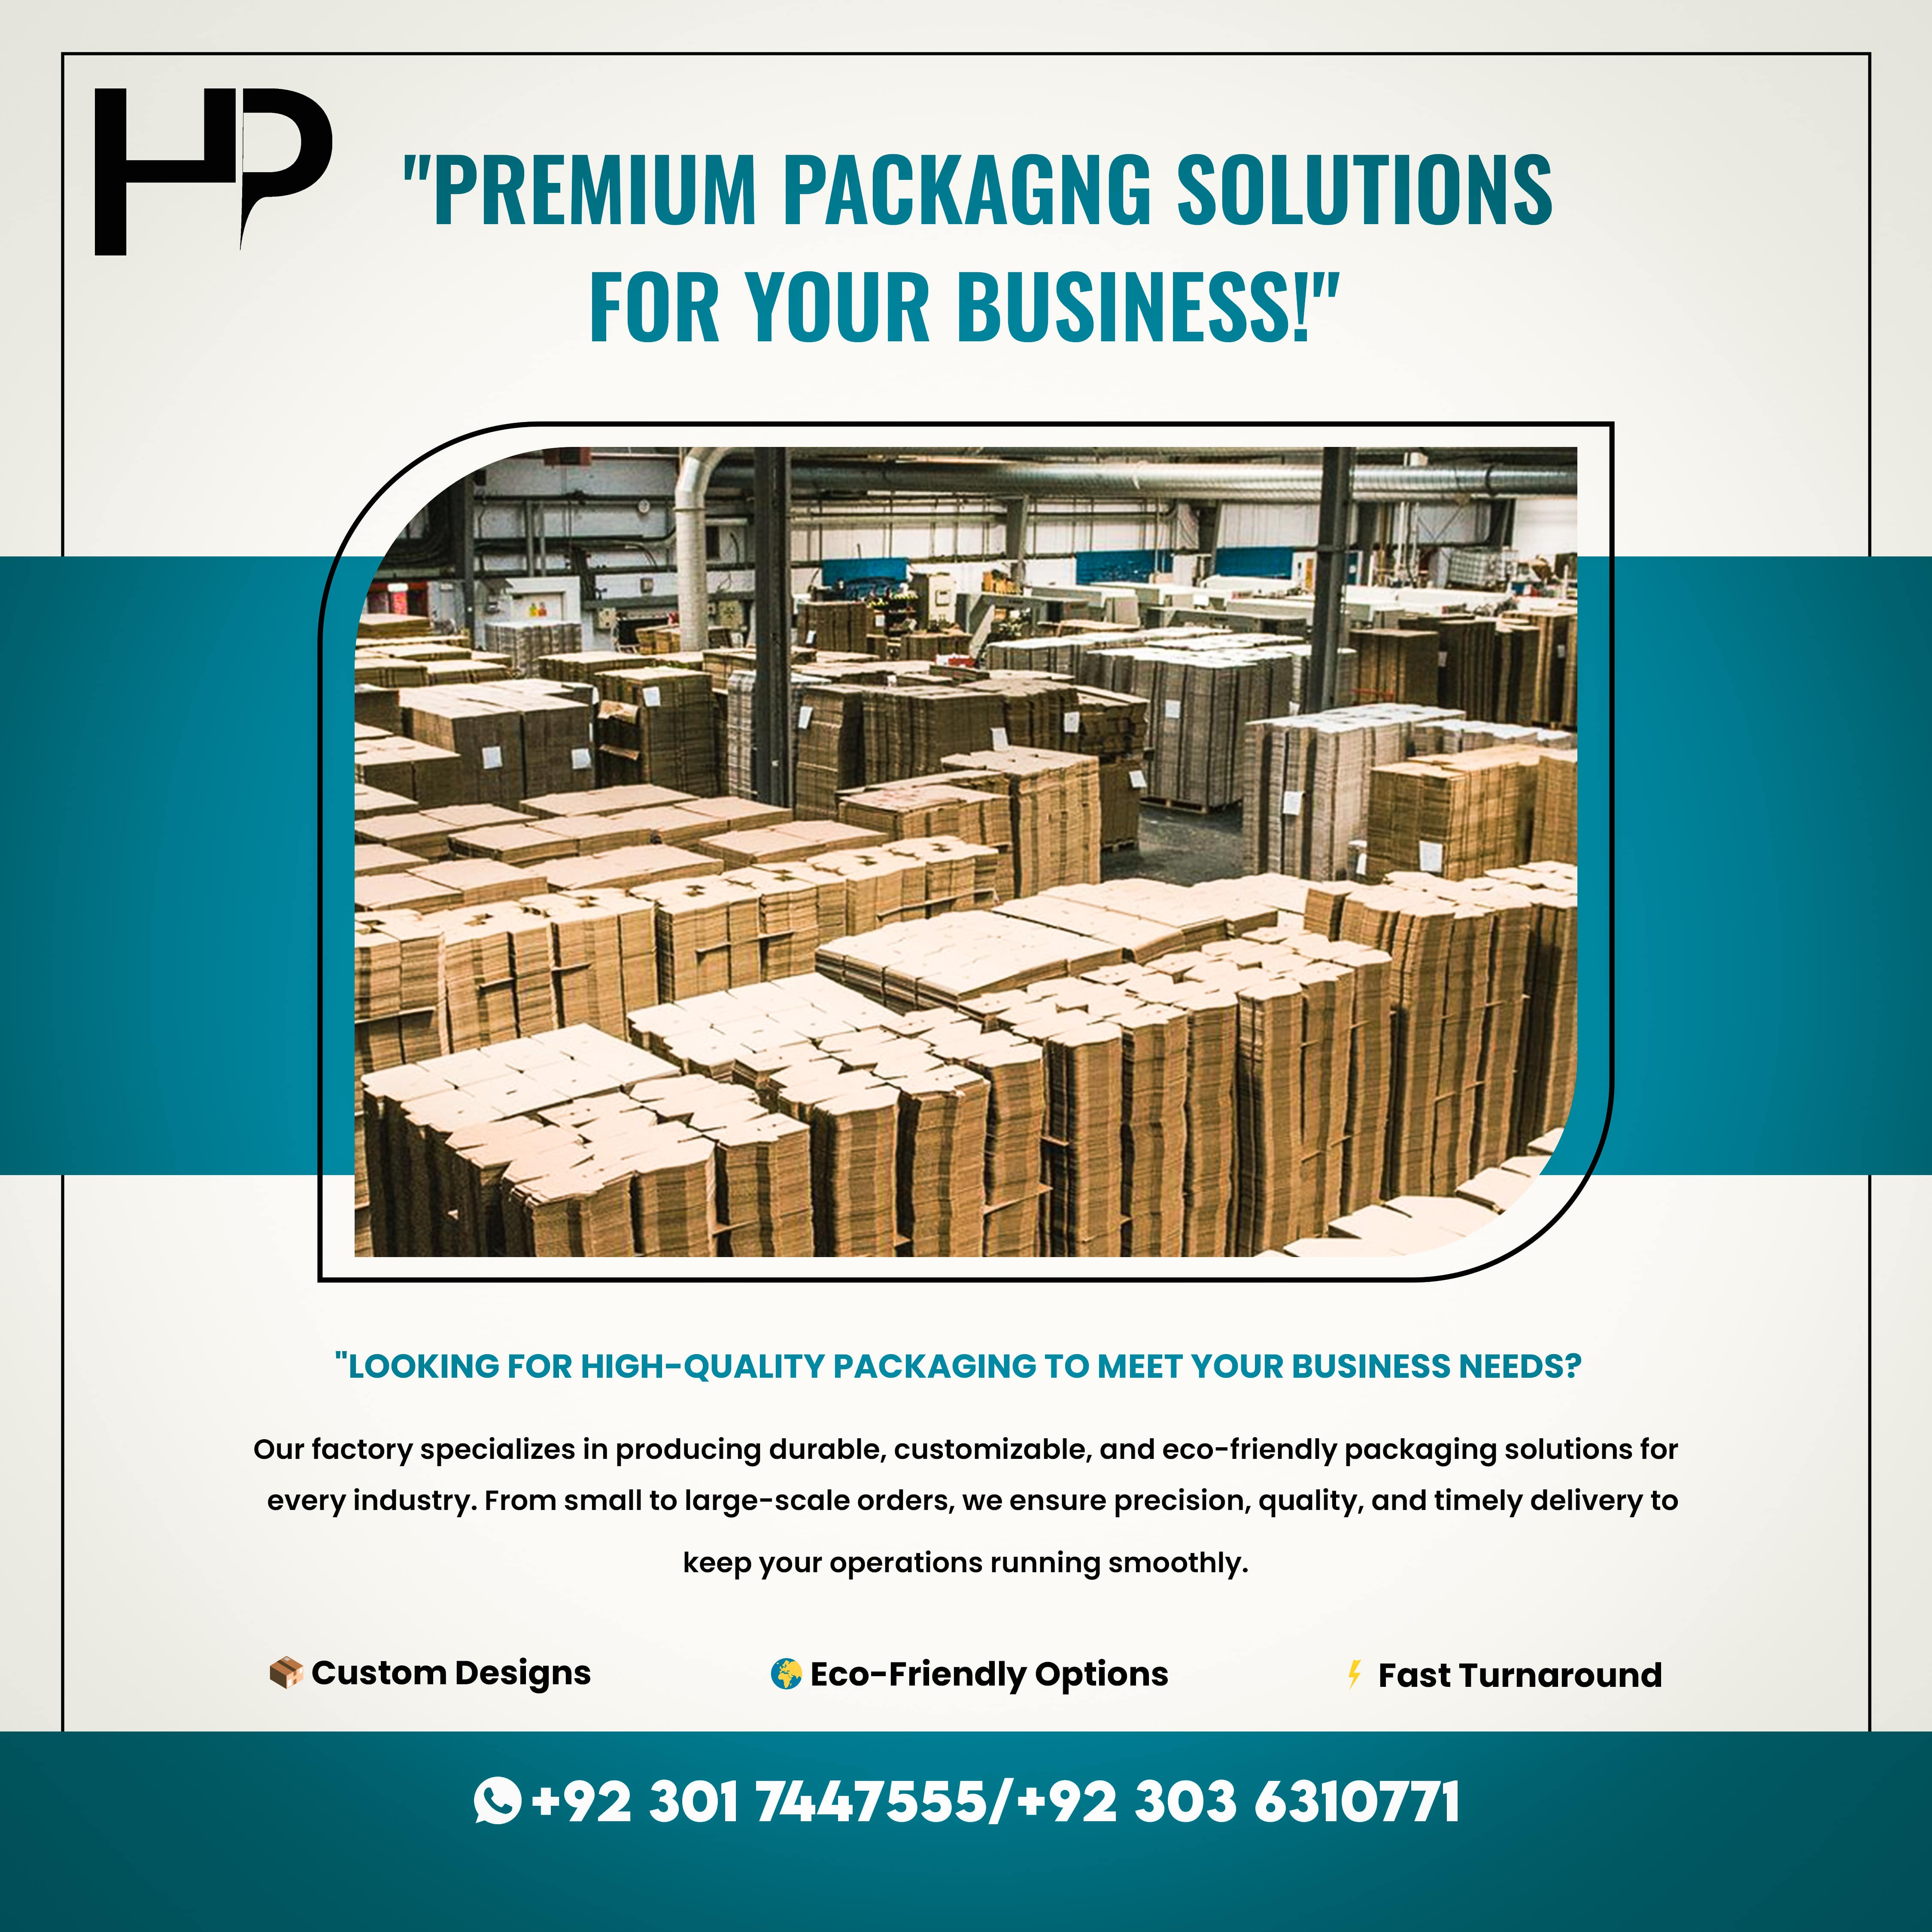 HP
"PREMIUM PACKAGNG SOLUTIONS
FOR YOUR BUSINESS!"
"LOOKING FOR HIGH-QUALITY PACKAGING TO MEET YOUR BUSINESS NEEDS?
Our factory specializes in producing durable, customizable, and eco-friendly packaging solutions for
every industry. From small to large-scale orders, we ensure precision, quality, and timely delivery to
keep your operations running smoothly.
Custom Designs
Eco-Friendly Options
Fast Turnaround
+92 301 7447555/+92 303 6310771